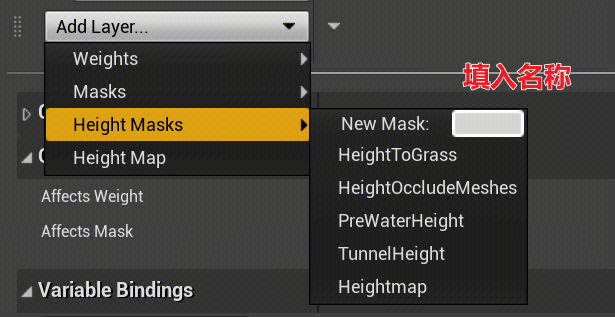 Add Layer...
Weights
填入名称
Masks
Height Masks
New Mask:
Height Map
HeightToGrass
HeightOccludeMeshes
Affects Weight
PreWaterHeight
Affects Mask
TunnelHeight
Heightmap
Variable Bindings